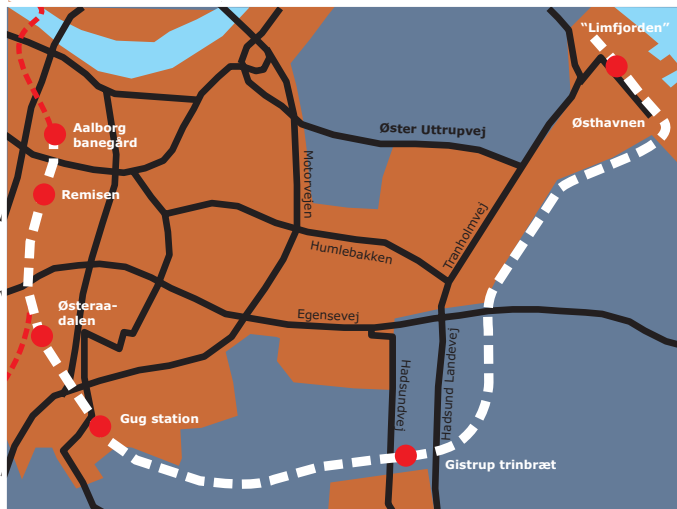 “Limfjorden”
Østhavnen
Øster Uttrupvej
Aalborg
banegård
Motorvejen
Remisen
Tranholmvej
Humlebakken
Østeraa-
dalen
Egensevej
Hadsundvej
Hadsund Landevej
Gug station
Gistrup trinbræt